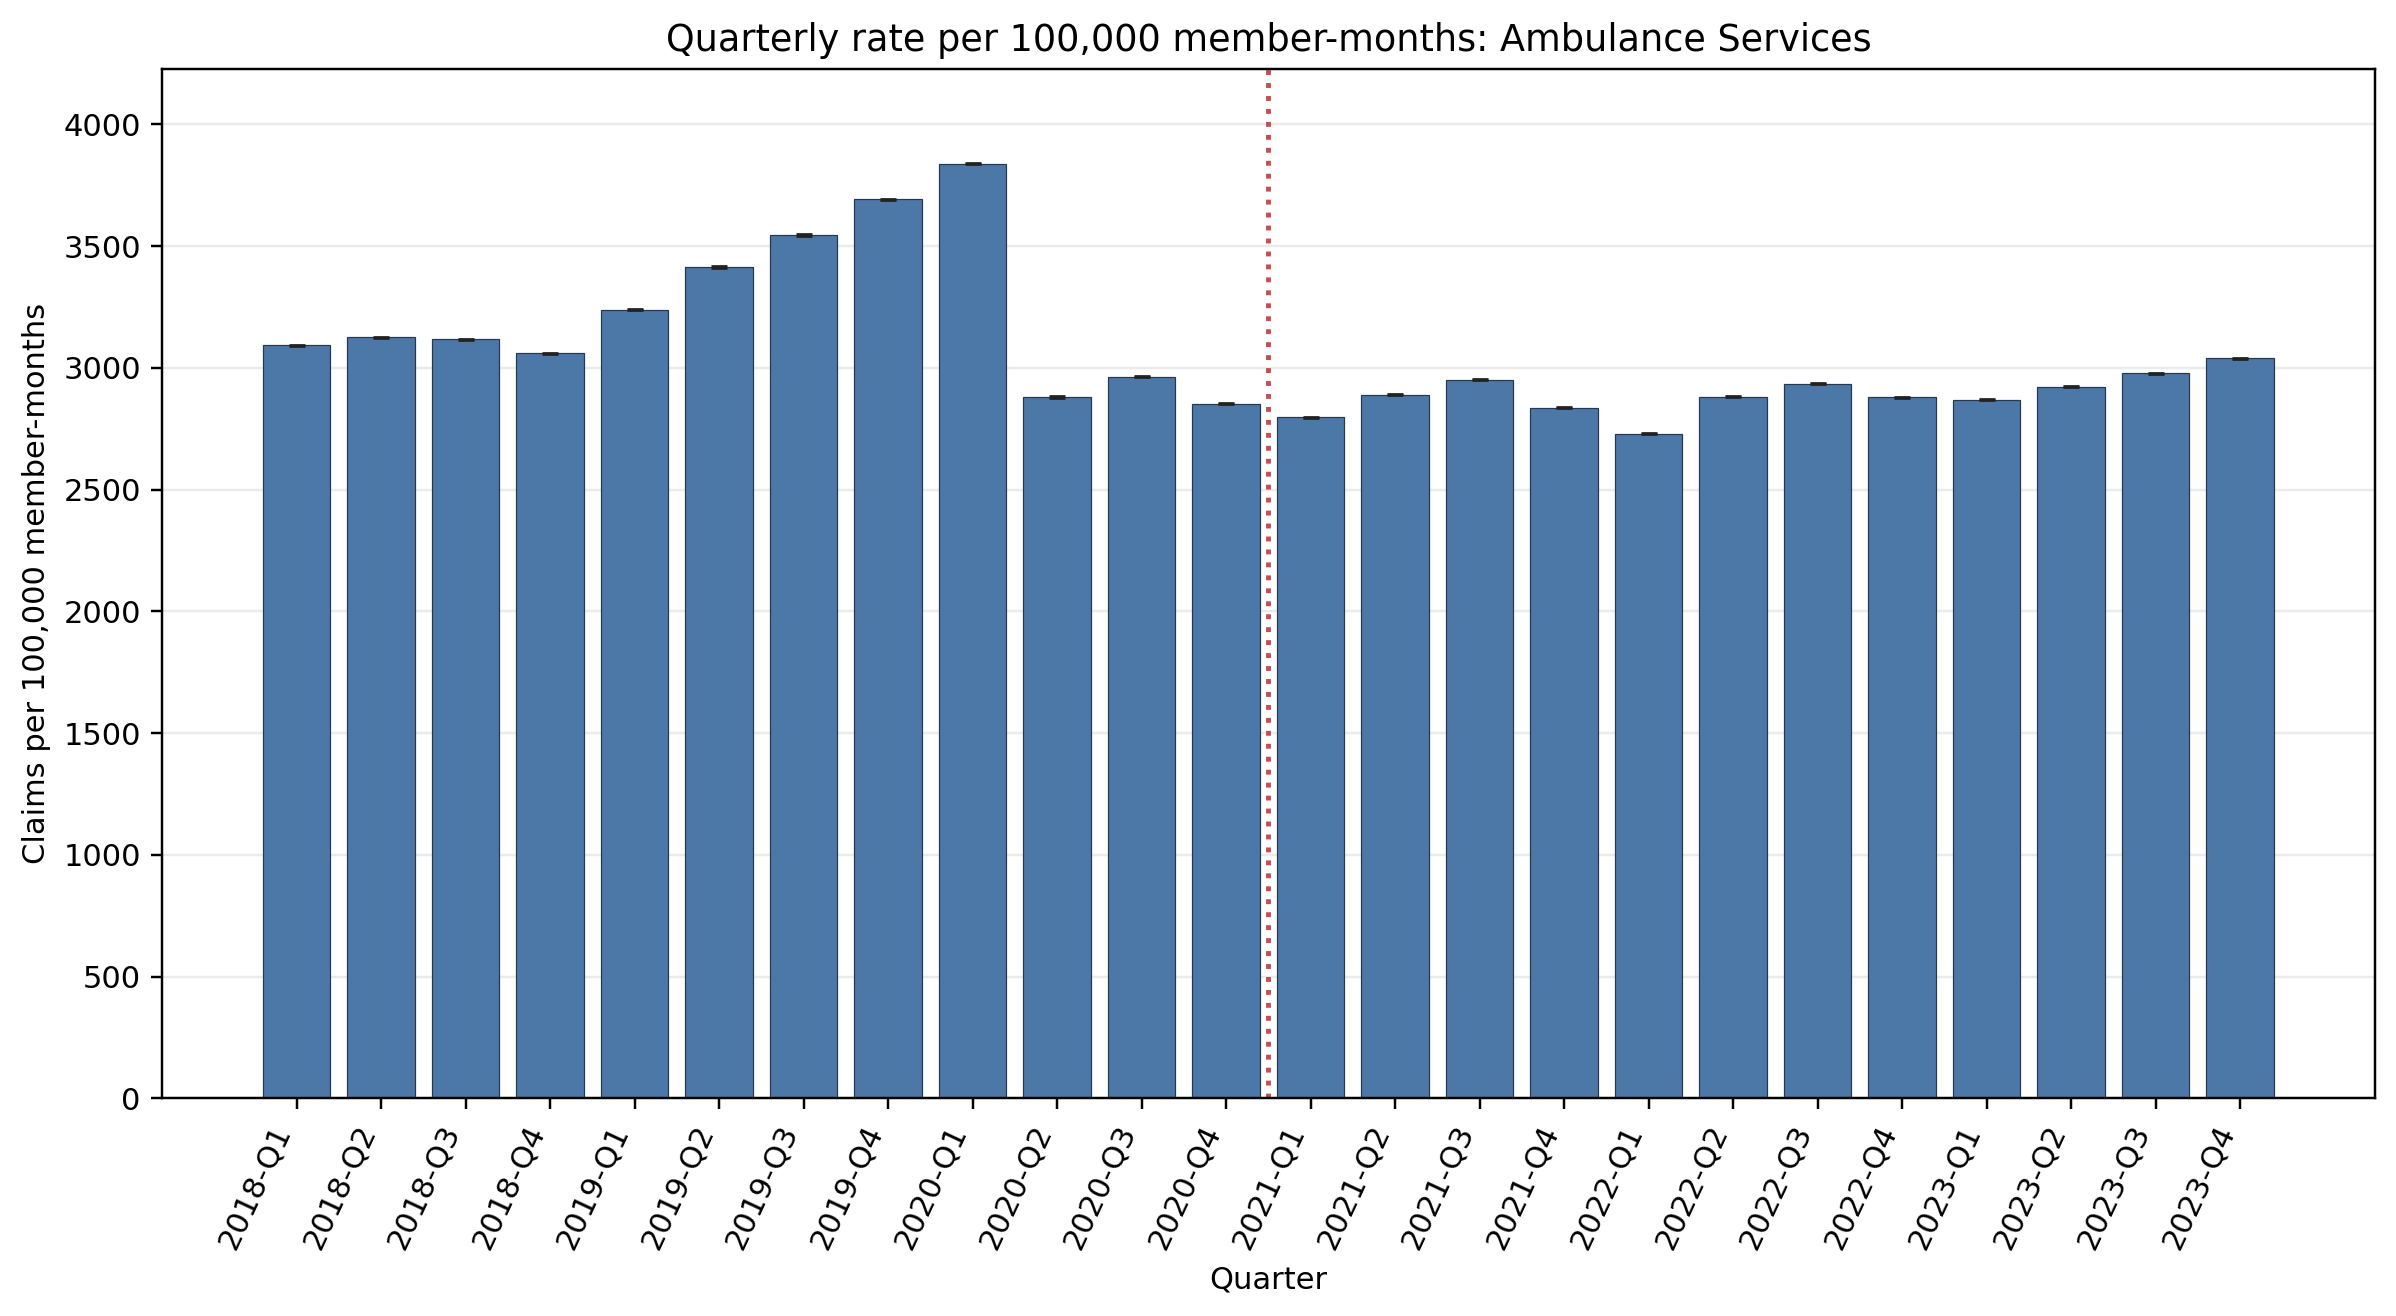 Quarterly rate per 100,000 member-months: Ambulance Services
Claims per 100,000 member-months
4000
3500
3000
2500
2000
1500
1000
500
0
2018-Q1
2018-Q2
2018-Q3
2018-Q4
2019-Q1
2019-Q2
2019-Q3
2019-Q4
2020-Q1
2020-Q2
2020-Q3
2020-Q4
2021-Q1
2021-Q2
2021-Q3
2021-Q4
2022-Q1
2022-Q2
2022-Q3
2022-Q4
2023-Q1
2023-Q2
2023-Q3
2023-Q4
Quarter